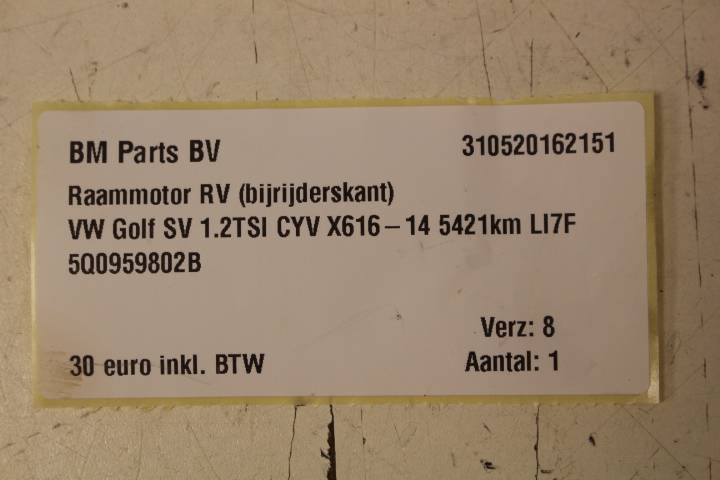 BM Parts BV 310520162151
Raammotor RV (bijrijderskant)
VW Golf SV 1.2TSI CYV X616-14 5421km LI7F
5Q0959802B
Verz: 8
30 euro inkl. BTW Aantal: 1